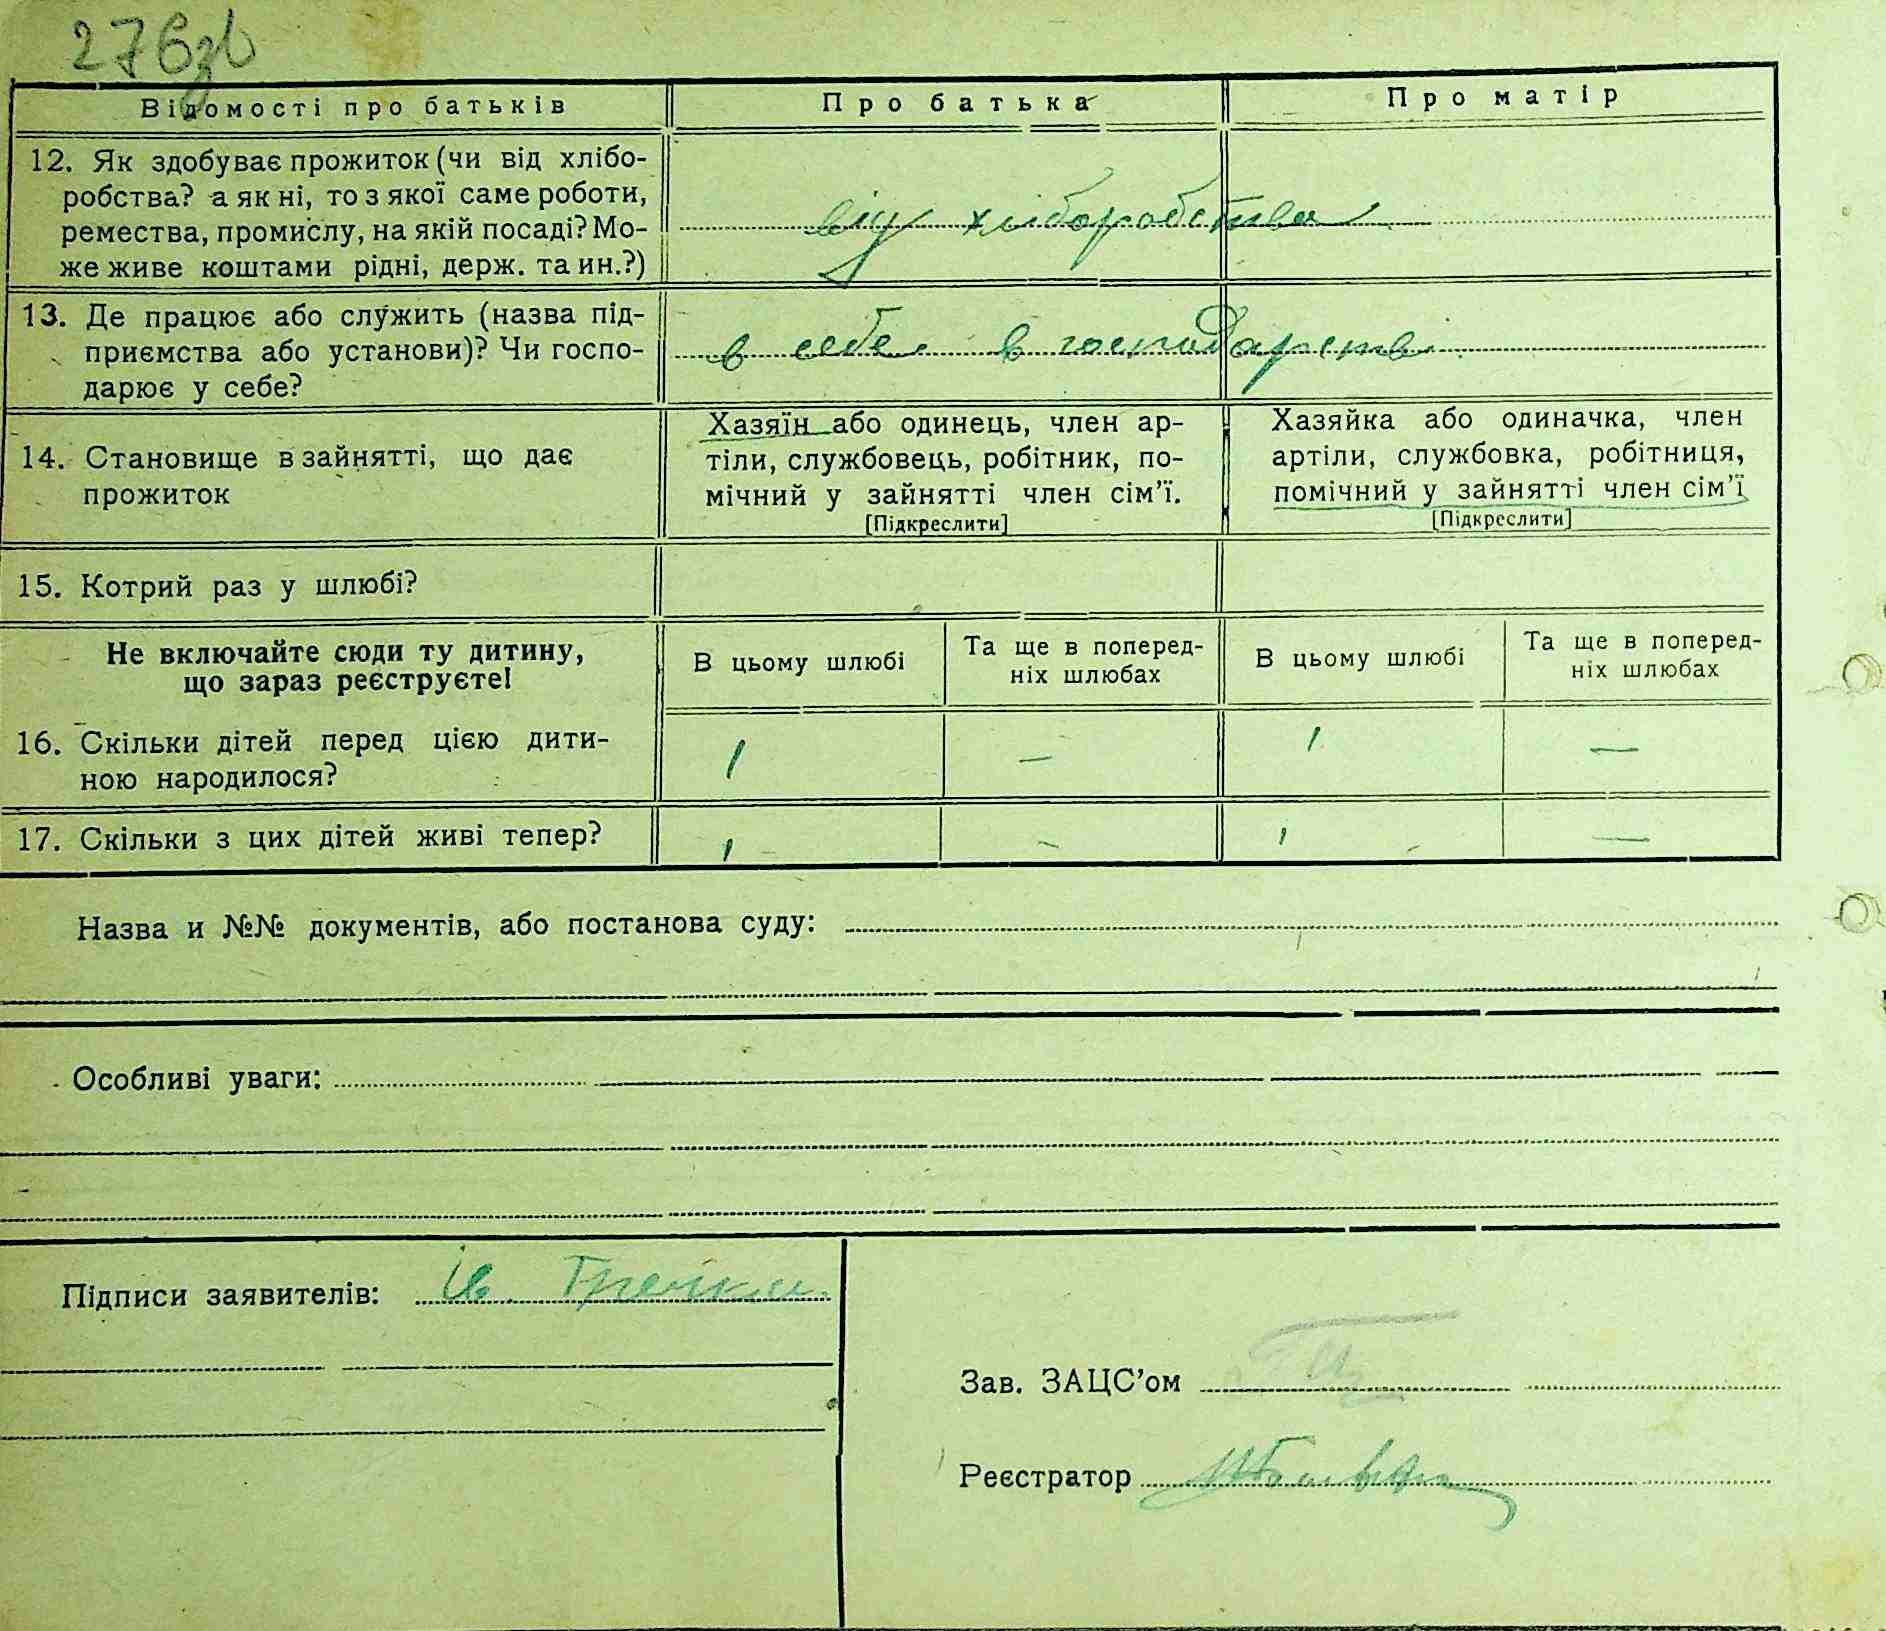 276зв
Відомості про батьків
Про батька
Про матір
12. Як здобуває прожиток (чи від хлібо-
робства? а як ні, то з якої саме роботи,
ремества, промислу, на якій посаді? Мо-
же живе коштами рідні, держ. та ин.?)
від хліборобства
13. Де працює або служить (назва під-
приємства або установи)? Чи госпо-
дарює у себе?
в себе в господарстві
14. Становище в зайнятті, що дає
прожиток
Хазяїн або одинець, член ар-
тіли, службовець, робітник, по-
мічний у зайнятті член сім'ї.
[Підкреслити]
Хазяйка або одиначка, член
артіли, службовка, робітниця,
помічний у зайнятті член сім'ї
[Підкреслити]
15. Котрий раз у шлюбі?
Не включайте сюди ту дитину,
що зараз реєструєте!
В цьому шлюбі
Та ще в поперед-
ніх шлюбах
В цьому шлюбі
Та ще в поперед-
ніх шлюбах
16. Скільки дітей перед цією дити-
ною народилося?
1 — 1 —
17. Скільки з цих дітей живі тепер?
1 - 1 —
Назва и №№ документів, або постанова суду:
Особливі уваги:
Підписи заявителів: Ів.
Зав. ЗАЦС'ом
Реєстратор